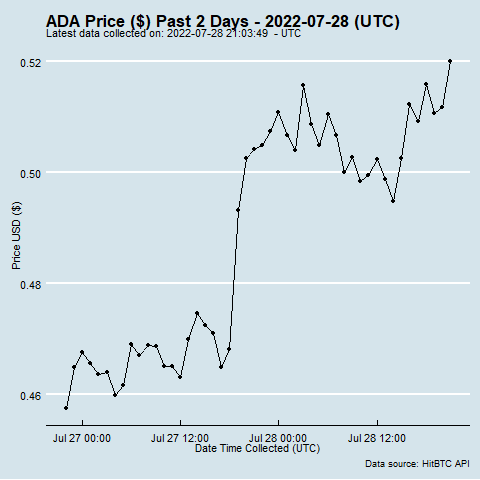 ADA Price ($) Past 2 Days - 2022-07-28 (UTC)
Latest data collected on: 2022-07-28 21:03:49 - UTC
0.52
0.50
0.48
0.46
Price USD ($)
Jul 27 00:00 Jul 27 12:00 Jul 28 00:00 Jul 28 12:00
Date Time Collected (UTC)
Data source: HitBTC API